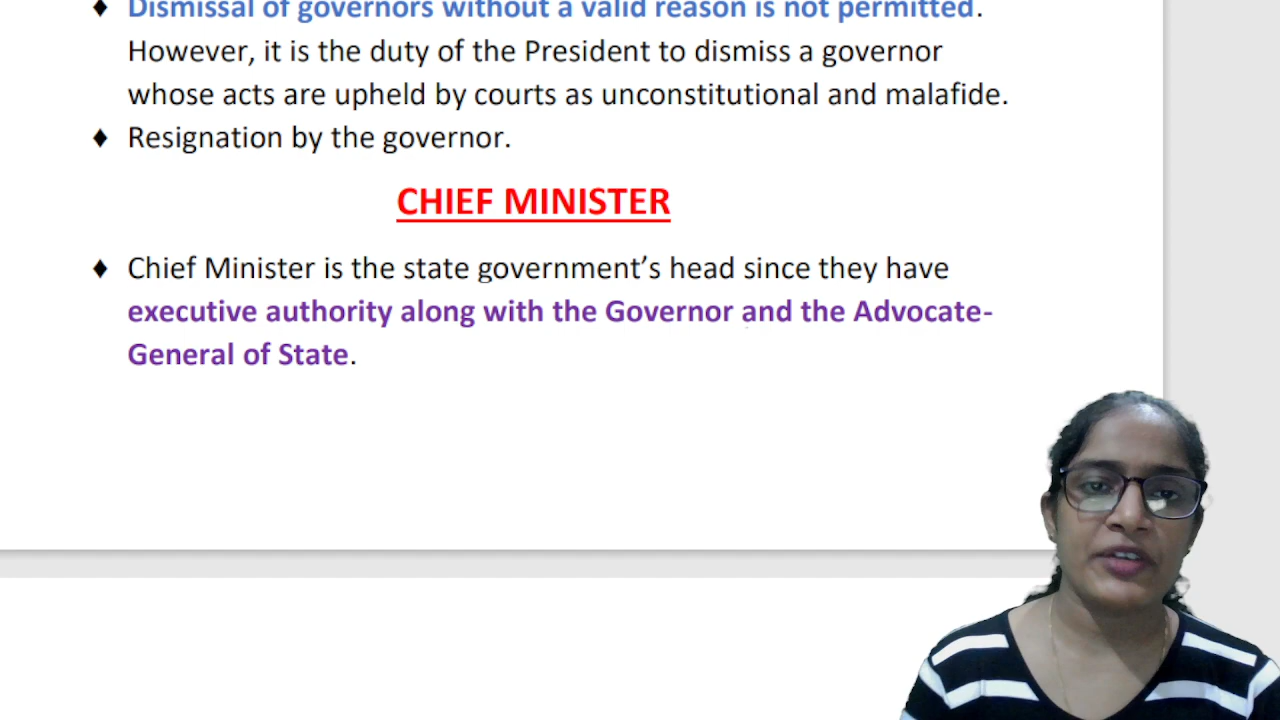 ♦ Dismissal of governors without a valid reason is not permitted.
However, it is the duty of the President to dismiss a governor
whose acts are upheld by courts as unconstitutional and malafide.
♦ Resignation by the governor.
CHIEF MINISTER
♦ Chief Minister is the state government’s head since they have
executive authority along with the Governor and the Advocate-
General of State.